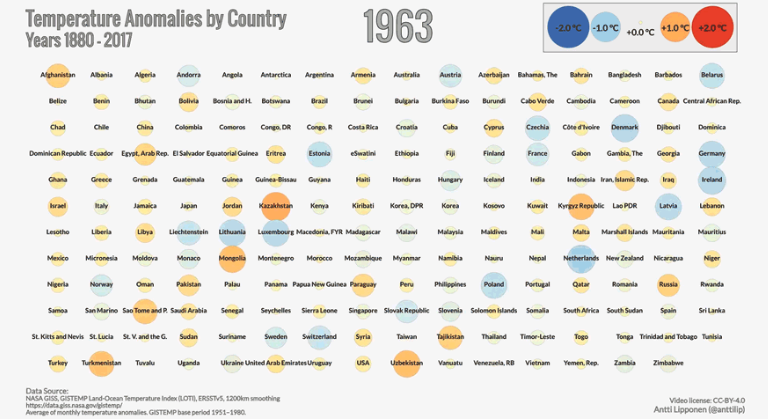 Temperature Anomalies by Country
Years 1880 - 2017
1963
-2.0 °C -1.0 °C +0.0 °C +1.0 °C +2.0 °C
Afghanistan Albania Algeria Andorra Angola Antarctica Argentina Armenia Australia Austria Azerbaijan Bahamas, The Bahrain Bangladesh Barbados Belarus
Belize Benin Bhutan Bolivia Bosnia and H. Botswana Brazil Brunei Bulgaria Burkina Faso Burundi Cabo Verde Cambodia Cameroon Canada Central African Rep.
Chad Chile China Colombia Comoros Congo, DR Congo, R Costa Rica Croatia Cuba Cyprus Czechia Côte d'Ivoire Denmark Djibouti Dominica
Dominican Republic Ecuador Egypt, Arab Rep. El Salvador Equatorial Guinea Eritrea Estonia eSwatini Ethiopia Fiji Finland France Gabon Gambia, The Georgia Germany
Ghana Greece Grenada Guatemala Guinea Guinea-Bissau Guyana Haiti Honduras Hungary Iceland India Indonesia Iran, Islamic Rep. Iraq Ireland
Israel Italy Jamaica Japan Jordan Kazakhstan Kenya Kiribati Korea, DPR Korea Kosovo Kuwait Kyrgyz Republic Lao PDR Latvia Lebanon
Lesotho Liberia Libya Liechtenstein Lithuania Luxembourg Macedonia, FYR Madagascar Malawi Malaysia Maldives Mali Malta Marshall Islands Mauritania Mauritius
Mexico Micronesia Moldova Monaco Mongolia Montenegro Morocco Mozambique Myanmar Namibia Nauru Nepal Netherlands New Zealand Nicaragua Niger
Nigeria Norway Oman Pakistan Palau Panama Papua New Guinea Paraguay Peru Philippines Poland Portugal Qatar Romania Russia Rwanda
Samoa San Marino Sao Tome and P. Saudi Arabia Senegal Seychelles Sierra Leone Singapore Slovak Republic Slovenia Solomon Islands Somalia South Africa South Sudan Spain Sri Lanka
St. Kitts and Nevis St. Lucia St. V. and the G. Sudan Suriname Sweden Switzerland Syria Taiwan Tajikistan Thailand Timor-Leste Togo Tonga Trinidad and Tobago Tunisia
Turkey Turkmenistan Tuvalu Uganda Ukraine United Arab Emirates Uruguay USA Uzbekistan Vanuatu Venezuela, RB Vietnam Yemen, Rep. Zambia Zimbabwe
Data Source:
NASA GISS, GISTEMP Land-Ocean Temperature Index (LOTI), ERSSTv5, 1200km smoothing
https://data.giss.nasa.gov/gistemp/
Average of monthly temperature anomalies. GISTEMP base period 1951-1980.
Video license: CC-BY-4.0
Antti Lipponen (@anttilip)